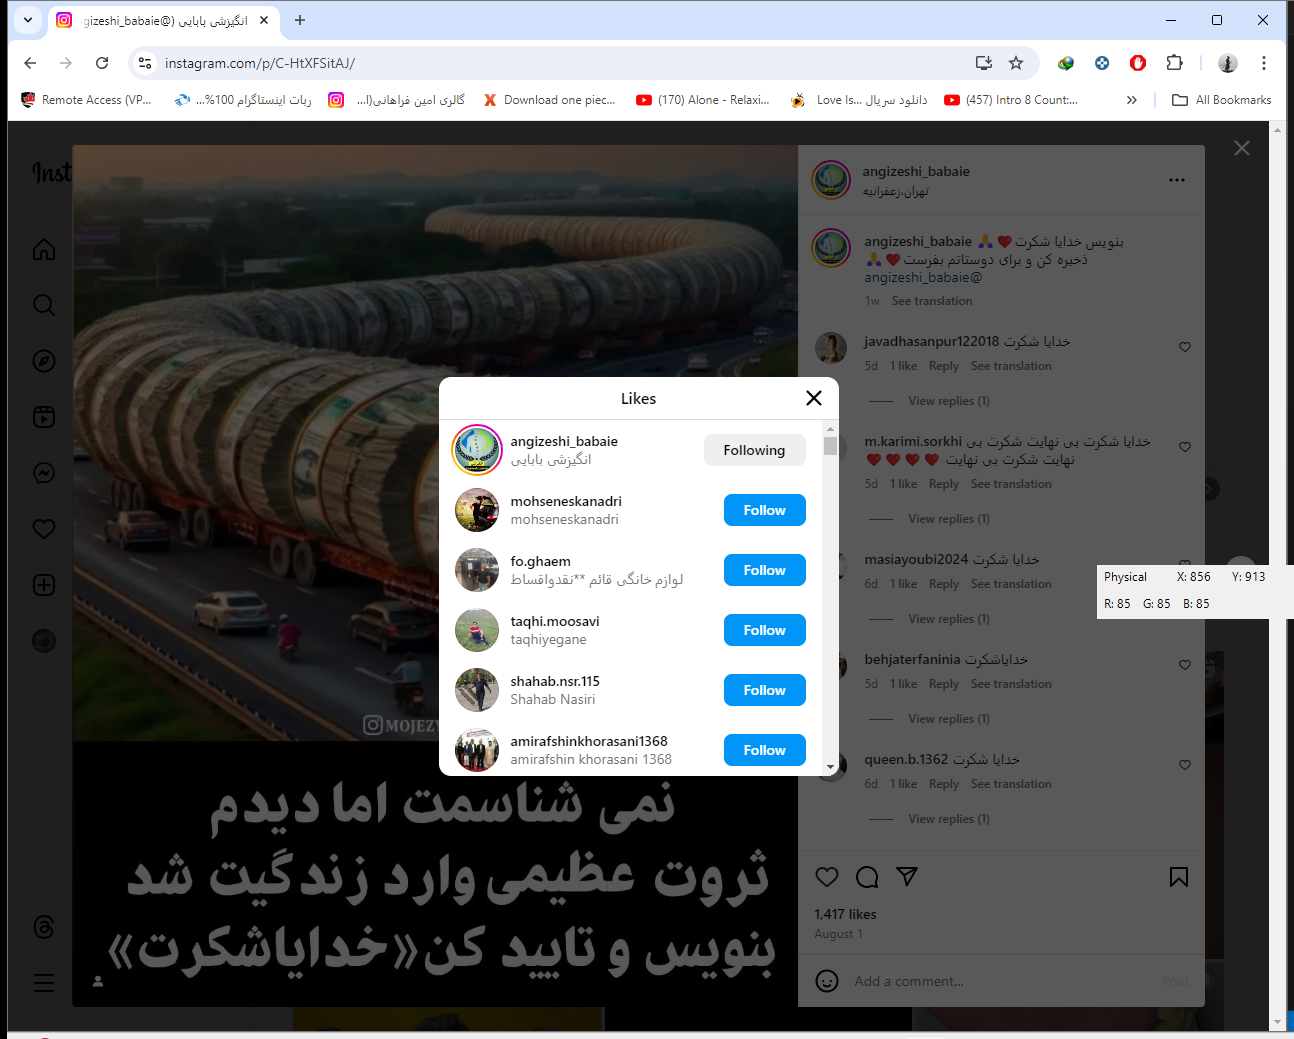 انگیزشی بابایی (@gizeshi_babaie
instagram.com/p/C-HtXFSitAJ/
Remote Access (VP...
ربات اینستاگرام 100%...
گالری امین فراهانی(ا...
Download one piec...
(170) Alone - Relaxi...
دانلود سریال Love Is...
(457) Intro 8 Count:...
All Bookmarks
Inst
angizeshi_babaie
تهران،زعفرانیه
angizeshi_babaie 🙏❤️ بنویس خدایا شکرت
🙏❤️ ذخیره کن و برای دوستاتم بفرست
angizeshi_babaie@
1w See translation
javadhasanpur122018 خدایا شکرت
5d 1 like Reply See translation
View replies (1)
m.karimi.sorkhi خدایا شکرت بی نهایت شکرت بی
نهایت شکرت بی نهایت ❤️❤️❤️❤️
5d 1 like Reply See translation
View replies (1)
masiayoubi2024 خدایا شکرت
6d 1 like Reply See translation
View replies (1)
behjaterfaninia خدایاشکرت
5d 1 like Reply See translation
View replies (1)
queen.b.1362 خدایا شکرت
6d 1 like Reply See translation
View replies (1)
1,417 likes
August 1
Add a comment...
Post
Likes
angizeshi_babaie
انگیزشی بابایی
Following
mohseneskanadri
mohseneskanadri
Follow
fo.ghaem
لوازم خانگی قائم **نقدواقساط
Follow
taqhi.moosavi
taqhiyegane
Follow
shahab.nsr.115
Shahab Nasiri
Follow
amirafshinkhorasani1368
amirafshin khorasani 1368
Follow
Physical X: 856 Y: 913
R: 85 G: 85 B: 85
MOJEZY
نمی شناسمت اما دیدم
ثروت عظیمی وارد زندگیت شد
بنویس و تایید کن«خدایاشکرت»